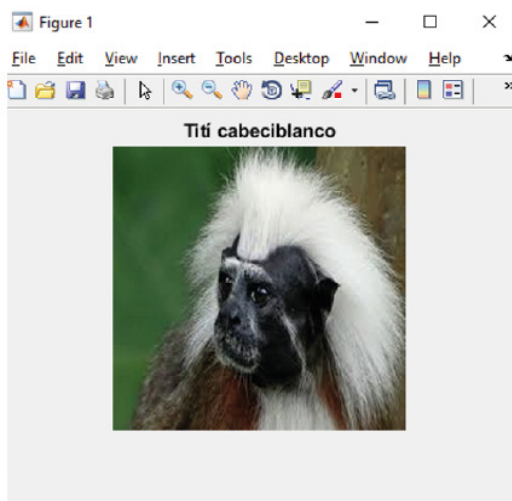 Figure 1
File Edit View Insert Tools Desktop Window Help
Tití cabeciblanco